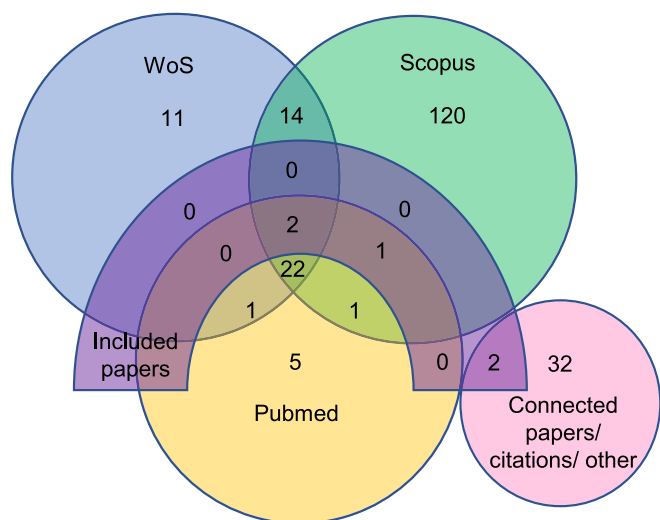 WoS
Scopus
11
14
120
0
0
0
2
0
1
22
1
1
Included
papers
5
0
2
32
Pubmed
Connected
papers/
citations/ other